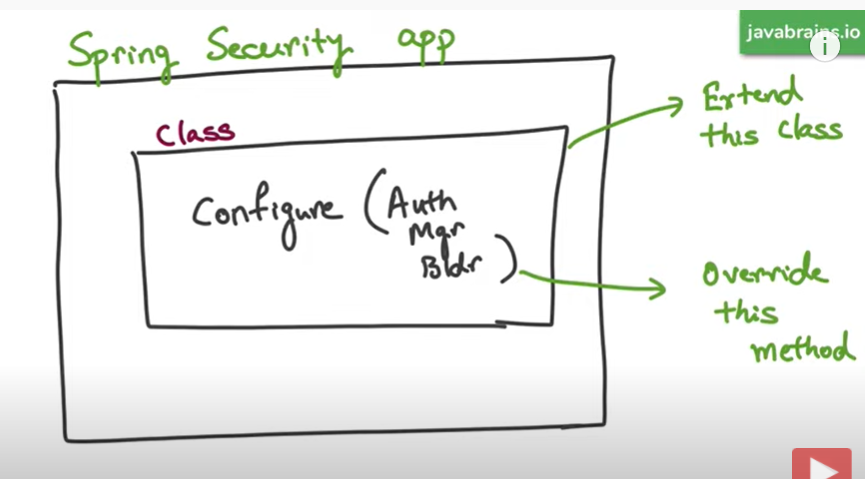 Spring Security app
javabrains.io
i
Class
Extend
this class
Configure (Auth
Mgr
Bldr)
Override
this
method